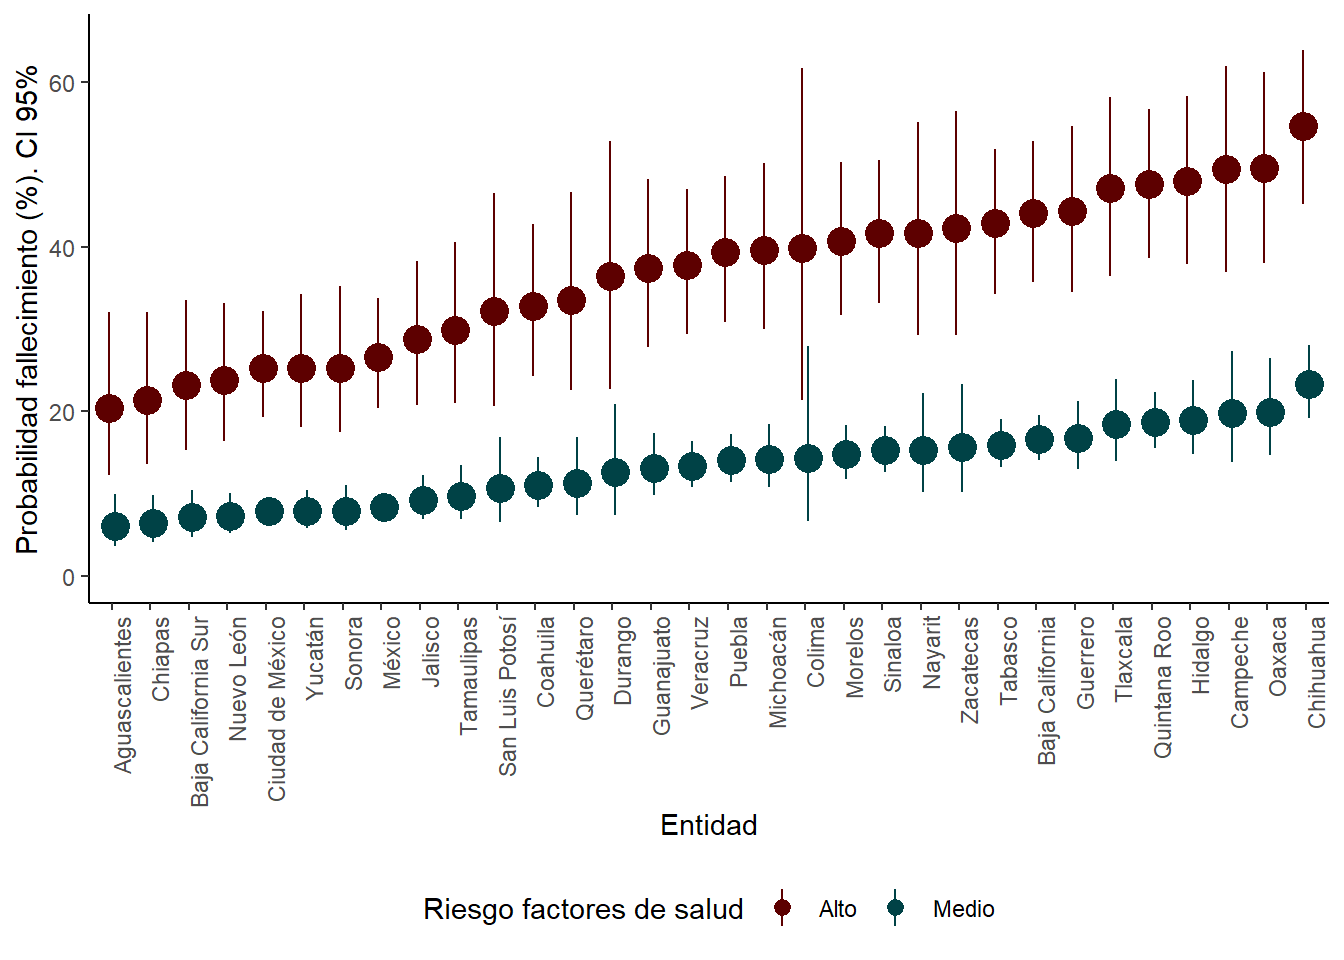 Probabilidad fallecimiento (%). CI 95%
60
40
20
0
Aguascalientes
Chiapas
Baja California Sur
Nuevo León
Ciudad de México
Yucatán
Sonora
México
Jalisco
Tamaulipas
San Luis Potosí
Coahuila
Querétaro
Durango
Guanajuato
Veracruz
Puebla
Michoacán
Colima
Morelos
Sinaloa
Nayarit
Zacatecas
Tabasco
Baja California
Guerrero
Tlaxcala
Quintana Roo
Hidalgo
Campeche
Oaxaca
Chihuahua
Entidad
Riesgo factores de salud Alto Medio